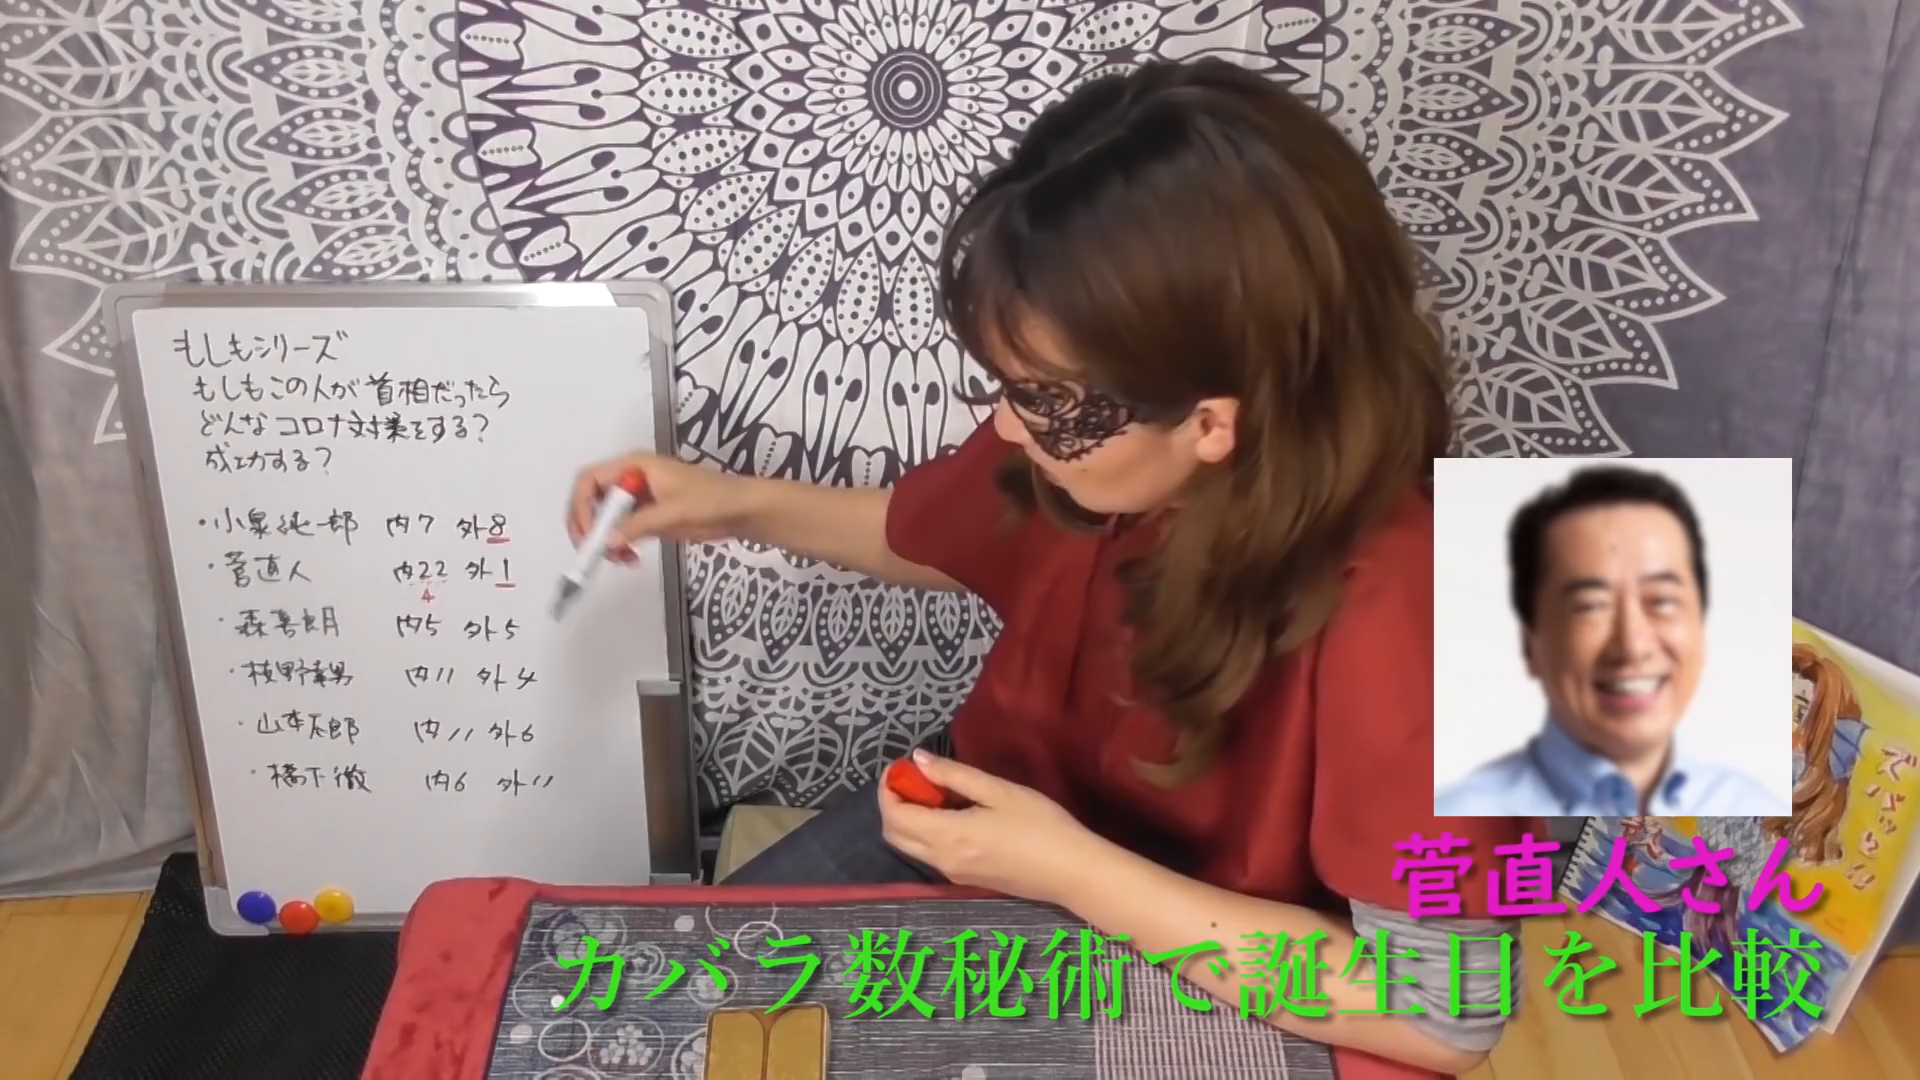 もしもシリーズ
もしもこの人が首相だったら
どんなコロナ対策をする?
成功する?
・小泉純一郎 内7 外8
・菅直人 内22 外1
4
・森喜朗 内5 外5
・枝野幸男 内11 外4
・山本太郎 内11 外6
・橋下徹 内6 外11
ズバッと
菅直人さん
カバラ数秘術で誕生日を比較